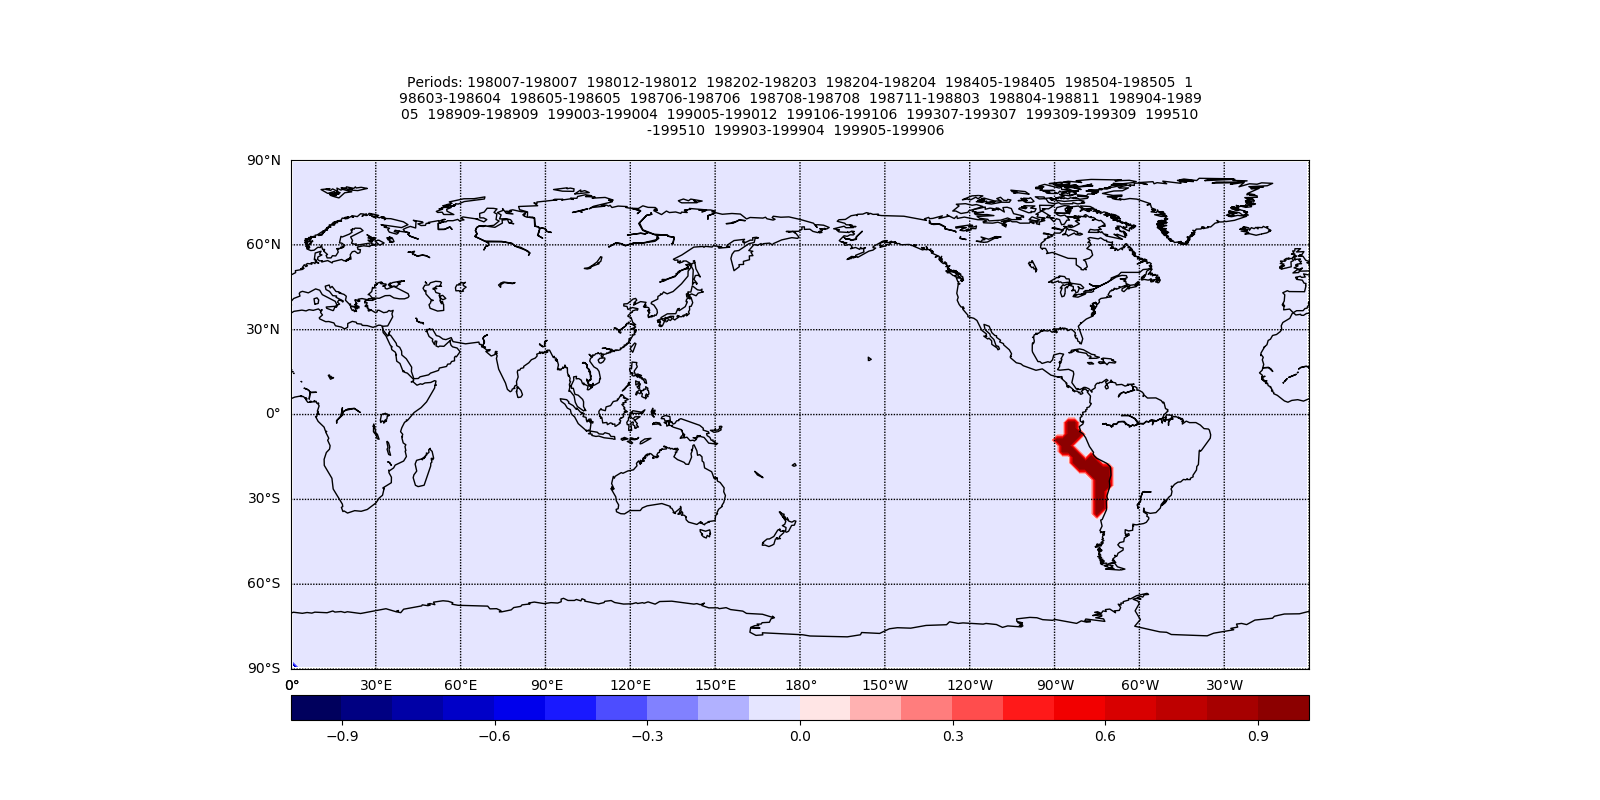 Periods: 198007-198007  198012-198012  198202-198203  198204-198204  198405-198405  198504-198505  1
98603-198604  198605-198605  198706-198706  198708-198708  198711-198803  198804-198811  198904-1989
05  198909-198909  199003-199004  199005-199012  199106-199106  199307-199307  199309-199309  199510
-199510  199903-199904  199905-199906
90°N
60°N
30°N
0°
30°S
60°S
90°S
0° 30°E 60°E 90°E 120°E 150°E 180° 150°W 120°W 90°W 60°W 30°W
−0.9 −0.6 −0.3 0.0 0.3 0.6 0.9